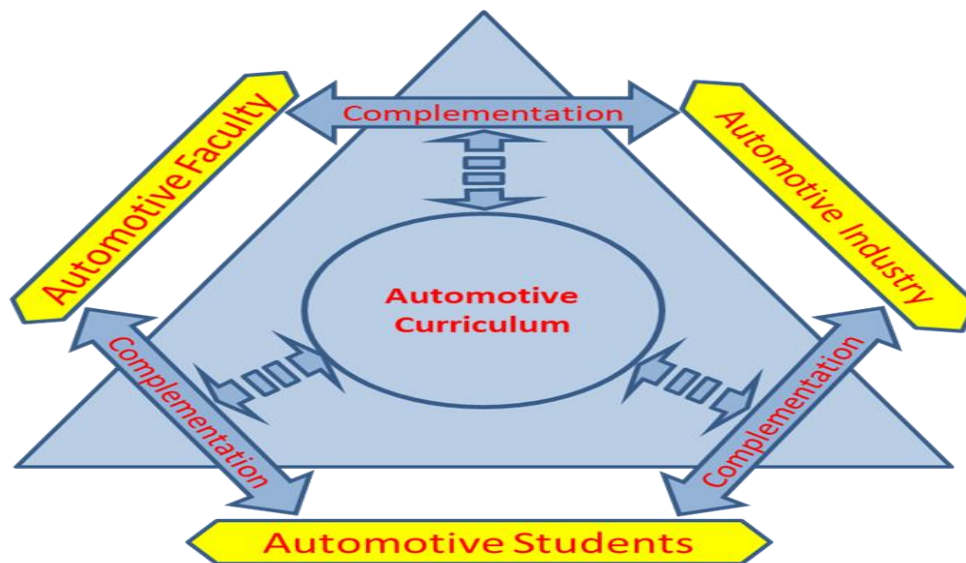 Complementation
Automotive Faculty
Automotive Industry
Automotive
Curriculum
Complementation
Complementation
Automotive Students